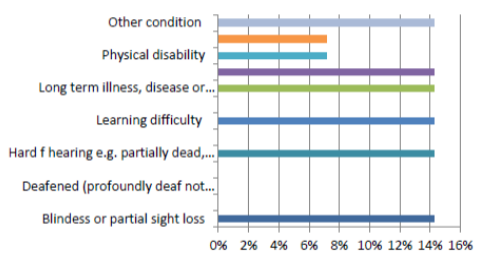 Other condition
Physical disability
Long term illness, disease or...
Learning difficulty
Hard f hearing e.g. partially dead,...
Deafened (profoundly deaf not...
Blindess or partial sight loss
0% 2% 4% 6% 8% 10% 12% 14% 16%